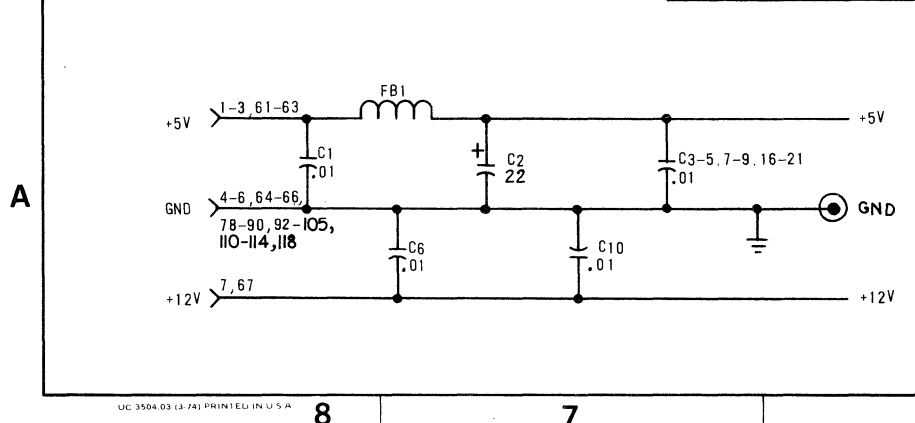 FB1
+5V 1-3,61-63 +5V
C1 .01
+ C2 22
C3-5.7-9.16-21 .01
A
GND 4-6,64-66, GND
78-90,92-105,
110-114,118
C6 .01
C10 .01
+12V 7,67 +12V
UC 3504.03 (3-74) PRINTED IN U S A
8 7